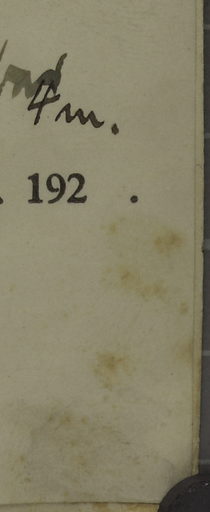 4 m.
. 192 .